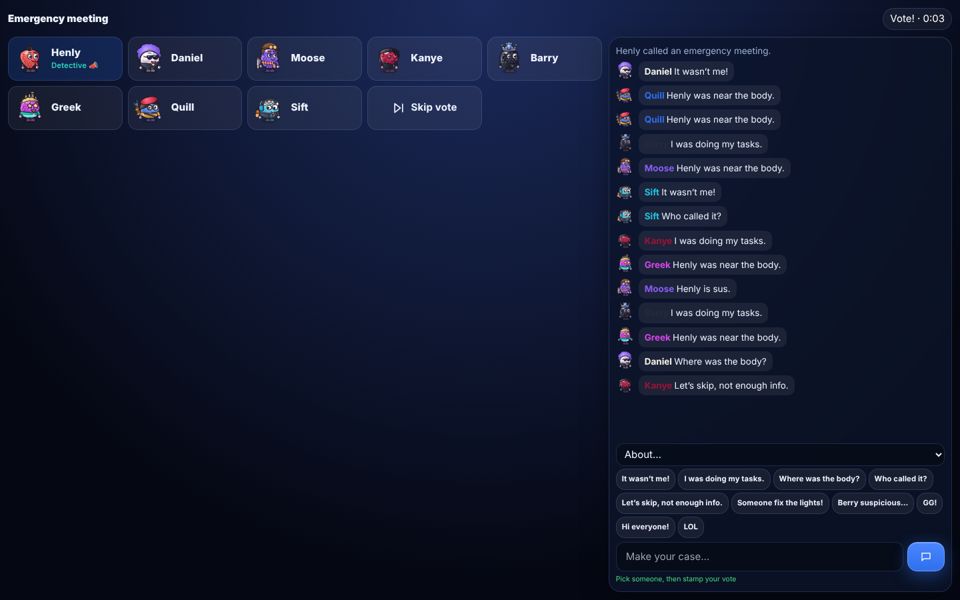 Emergency meeting
Vote! · 0:03
Henly
Detective
Daniel
Moose
Kanye
Barry
Greek
Quill
Sift
Skip vote
Henly called an emergency meeting.
Daniel It wasn't me!
Quill Henly was near the body.
Quill Henly was near the body.
I was doing my tasks.
Moose Henly was near the body.
Sift It wasn't me!
Sift Who called it?
Kanye I was doing my tasks.
Greek Henly was near the body.
Moose Henly is sus.
I was doing my tasks.
Greek Henly was near the body.
Daniel Where was the body?
Kanye Let's skip, not enough info.
About...
It wasn't me!
I was doing my tasks.
Where was the body?
Who called it?
Let's skip, not enough info.
Someone fix the lights!
Berry suspicious...
GG!
Hi everyone!
LOL
Make your case...
Pick someone, then stamp your vote